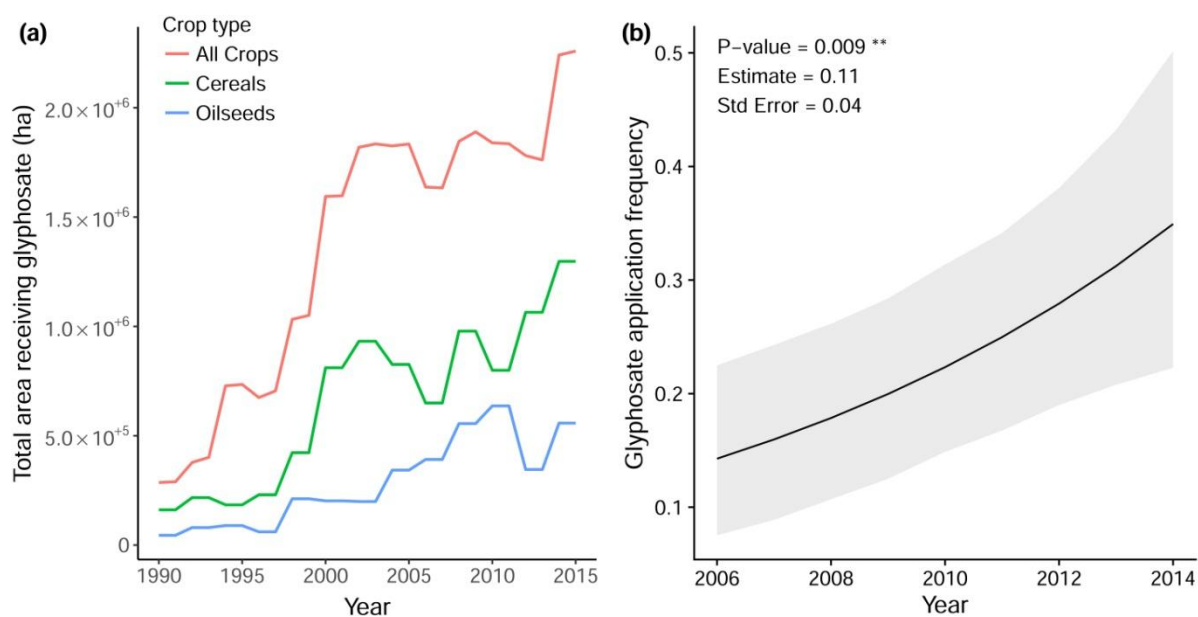 (a)
Crop type
All Crops
Cereals
Oilseeds
Total area receiving glyphosate (ha)
2.0×10⁺⁶
1.5×10⁺⁶
1.0×10⁺⁶
5.0×10⁺⁵
0
1990 1995 2000 2005 2010 2015
Year
(b)
P−value = 0.009 **
Estimate = 0.11
Std Error = 0.04
Glyphosate application frequency
0.5
0.4
0.3
0.2
0.1
2006 2008 2010 2012 2014
Year